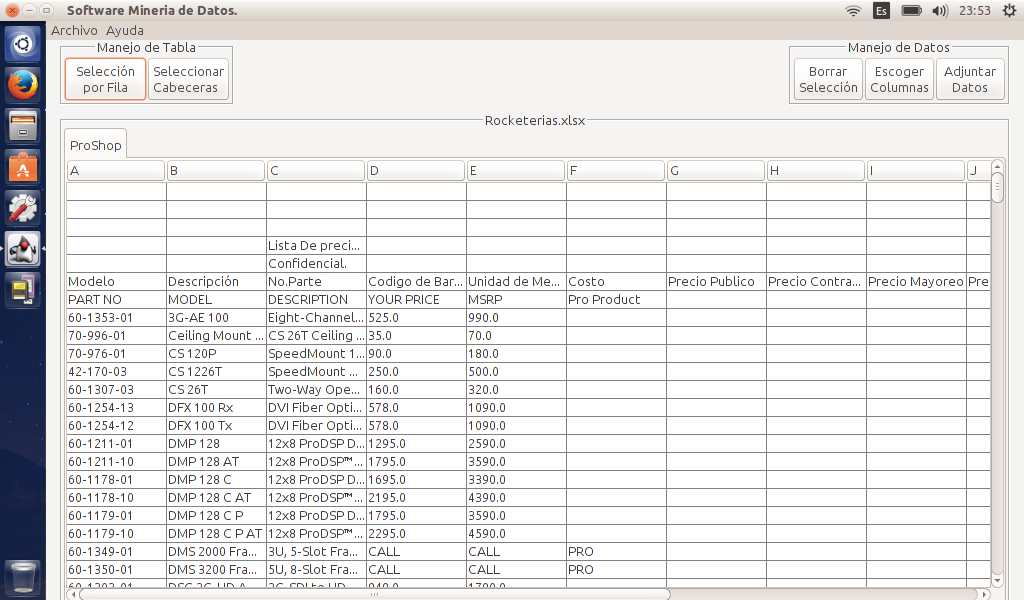 Software Mineria de Datos.
Es
23:53
Archivo Ayuda
Manejo de Tabla
Manejo de Datos
Selección por Fila
Seleccionar Cabeceras
Borrar Selección
Escoger Columnas
Adjuntar Datos
Rocketerias.xlsx
ProShop
A B C D E F G H I J
Lista De preci...
Confidencial.
Modelo Descripción No.Parte Codigo de Bar... Unidad de Me... Costo Precio Publico Precio Contra... Precio Mayoreo Pre
PART NO MODEL DESCRIPTION YOUR PRICE MSRP Pro Product
60-1353-01 3G-AE 100 Eight-Channel... 525.0 990.0
70-996-01 Ceiling Mount ... CS 26T Ceiling ... 35.0 70.0
70-976-01 CS 120P SpeedMount 1... 90.0 180.0
42-170-03 CS 1226T SpeedMount ... 250.0 500.0
60-1307-03 CS 26T Two-Way Ope... 160.0 320.0
60-1254-13 DFX 100 Rx DVI Fiber Opti... 578.0 1090.0
60-1254-12 DFX 100 Tx DVI Fiber Opti... 578.0 1090.0
60-1211-01 DMP 128 12x8 ProDSP D... 1295.0 2590.0
60-1211-10 DMP 128 AT 12x8 ProDSP™ ... 1795.0 3590.0
60-1178-01 DMP 128 C 12x8 ProDSP D... 1695.0 3390.0
60-1178-10 DMP 128 C AT 12x8 ProDSP™ ... 2195.0 4390.0
60-1179-01 DMP 128 C P 12x8 ProDSP D... 1795.0 3590.0
60-1179-10 DMP 128 C P AT 12x8 ProDSP™ ... 2295.0 4590.0
60-1349-01 DMS 2000 Fra... 3U, 5-Slot Fra... CALL CALL PRO
60-1350-01 DMS 3200 Fra... 5U, 8-Slot Fra... CALL CALL PRO